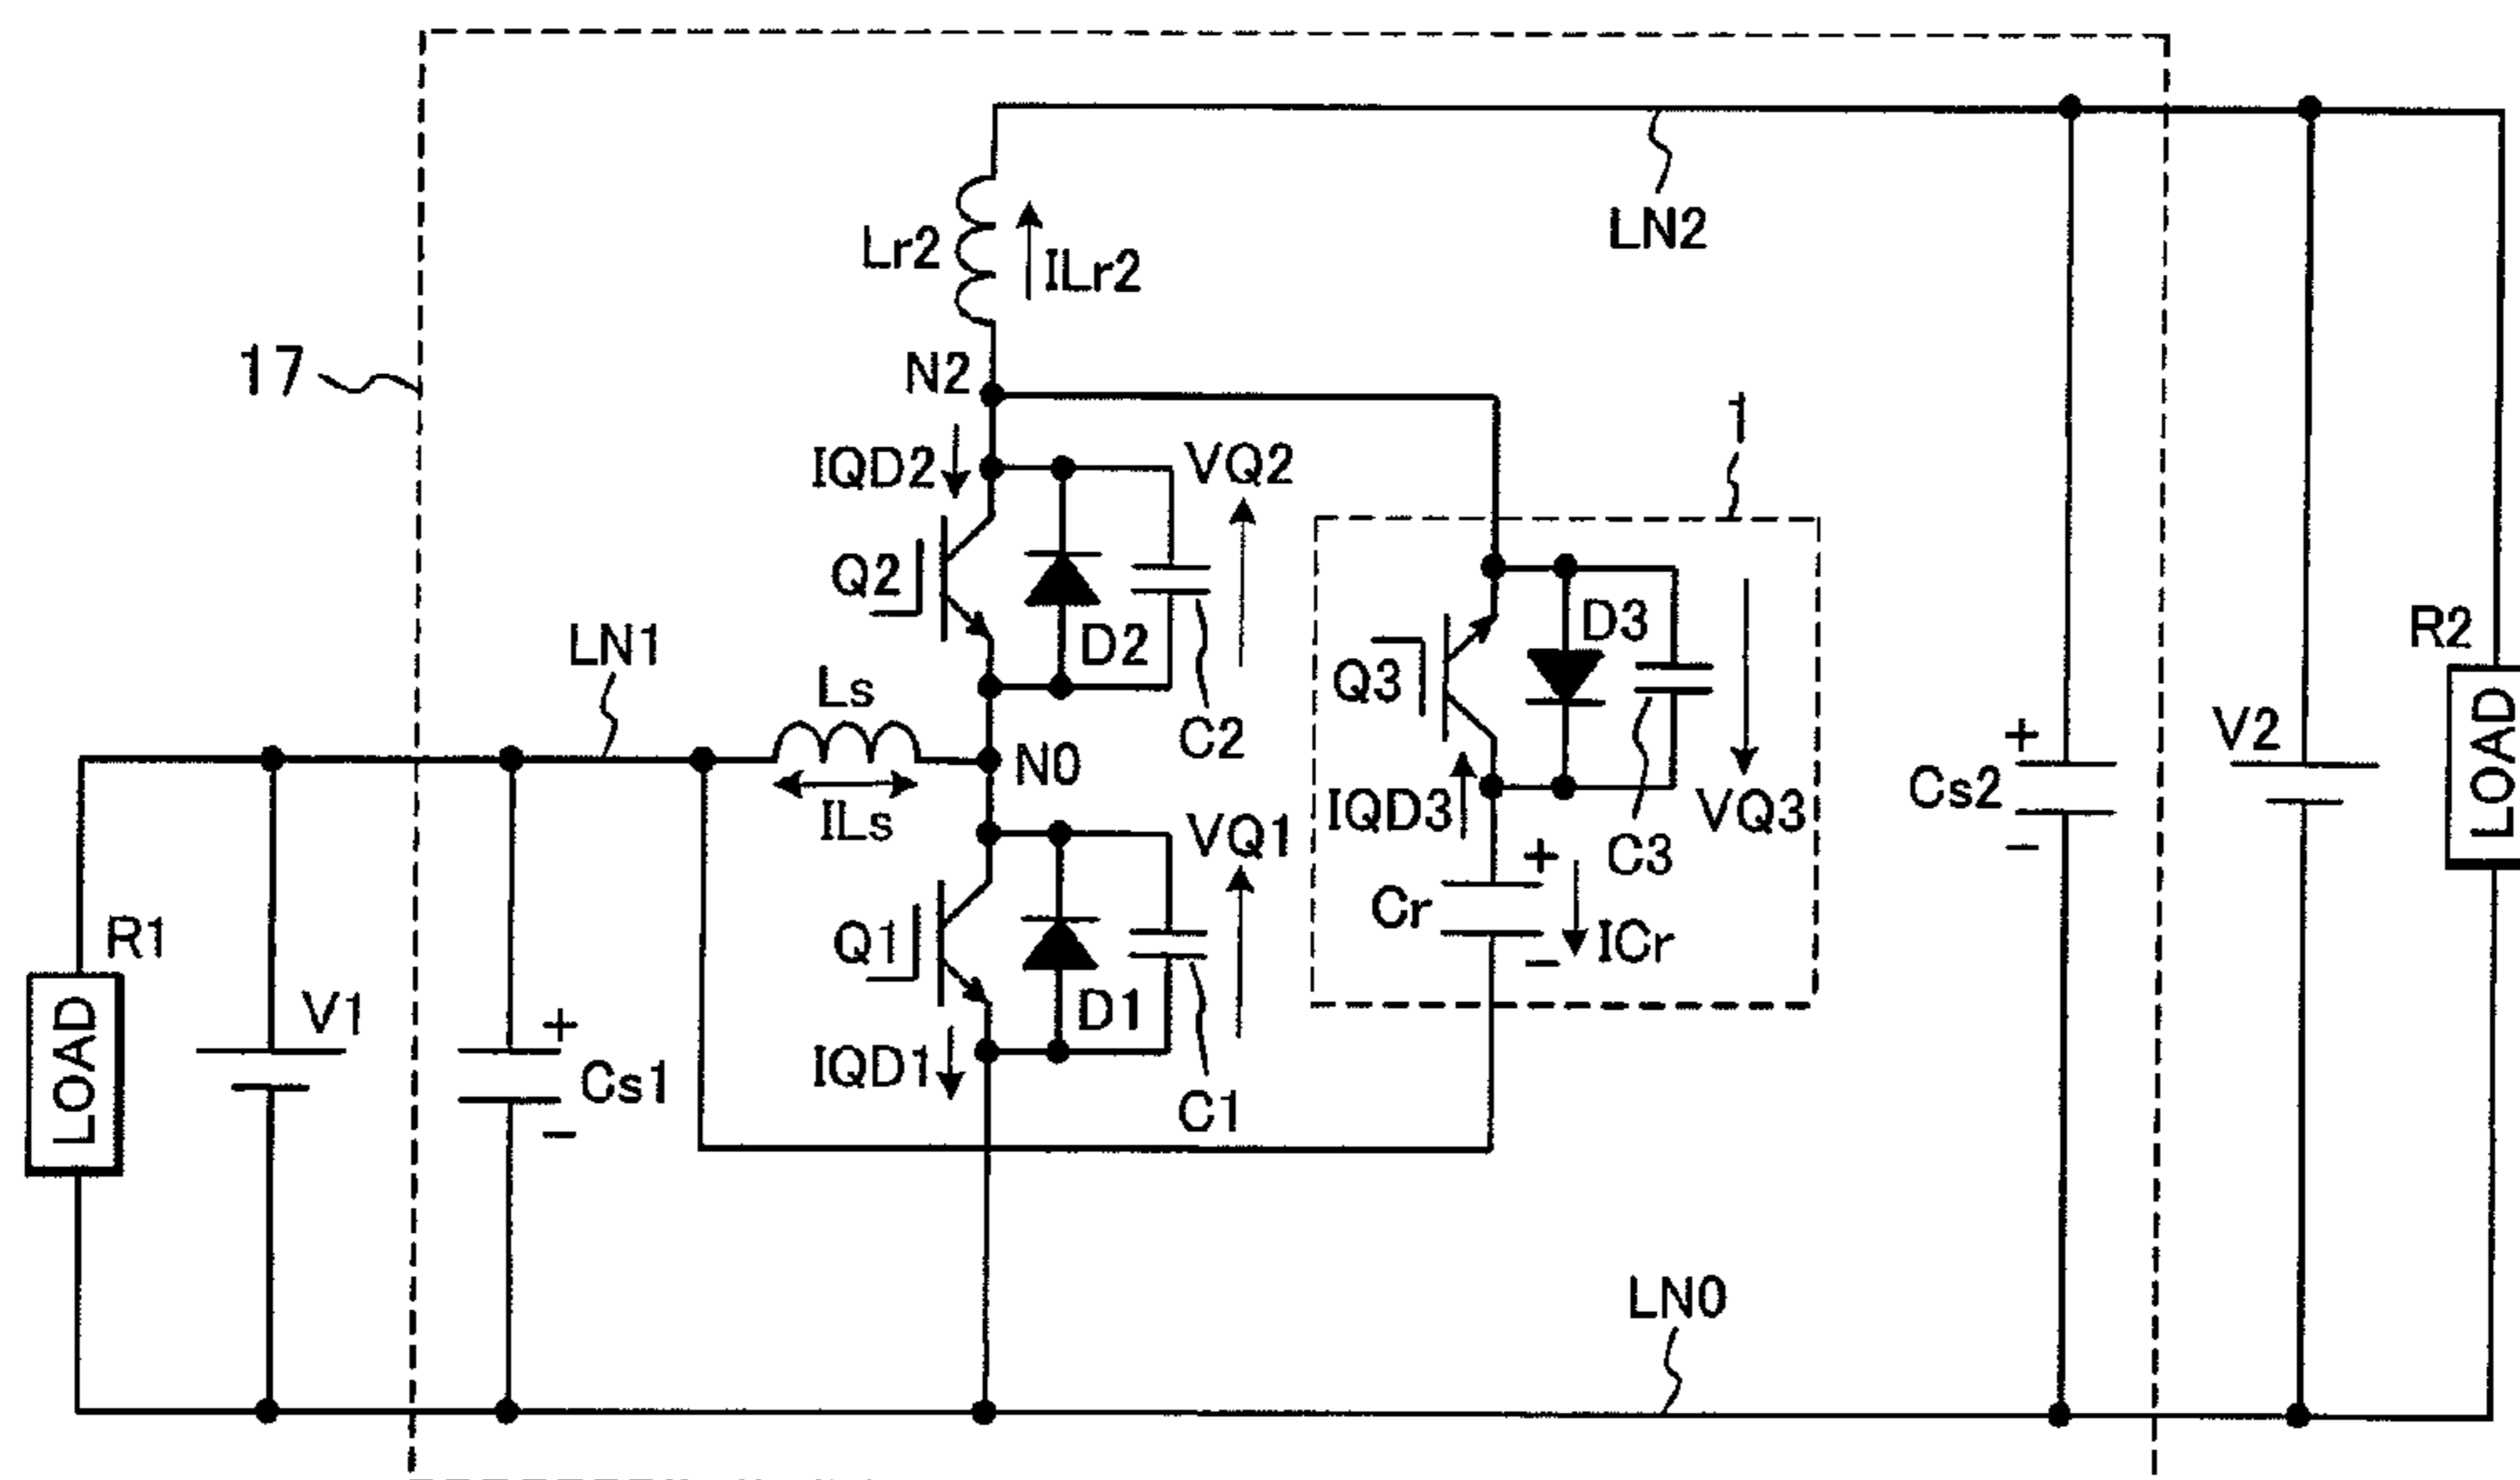 LN2
Lr2
ILr2
17
N2
1
IQD2
VQ2
Q2
D2
C2
LN1
Ls
ILs
N0
Q3
D3
IQD3
C3
VQ3
Cr
+
−
ICr
R2
LOAD
V2
+
Cs2
−
VQ1
Q1
D1
IQD1
C1
R1
LOAD
V1
+
Cs1
−
LN0